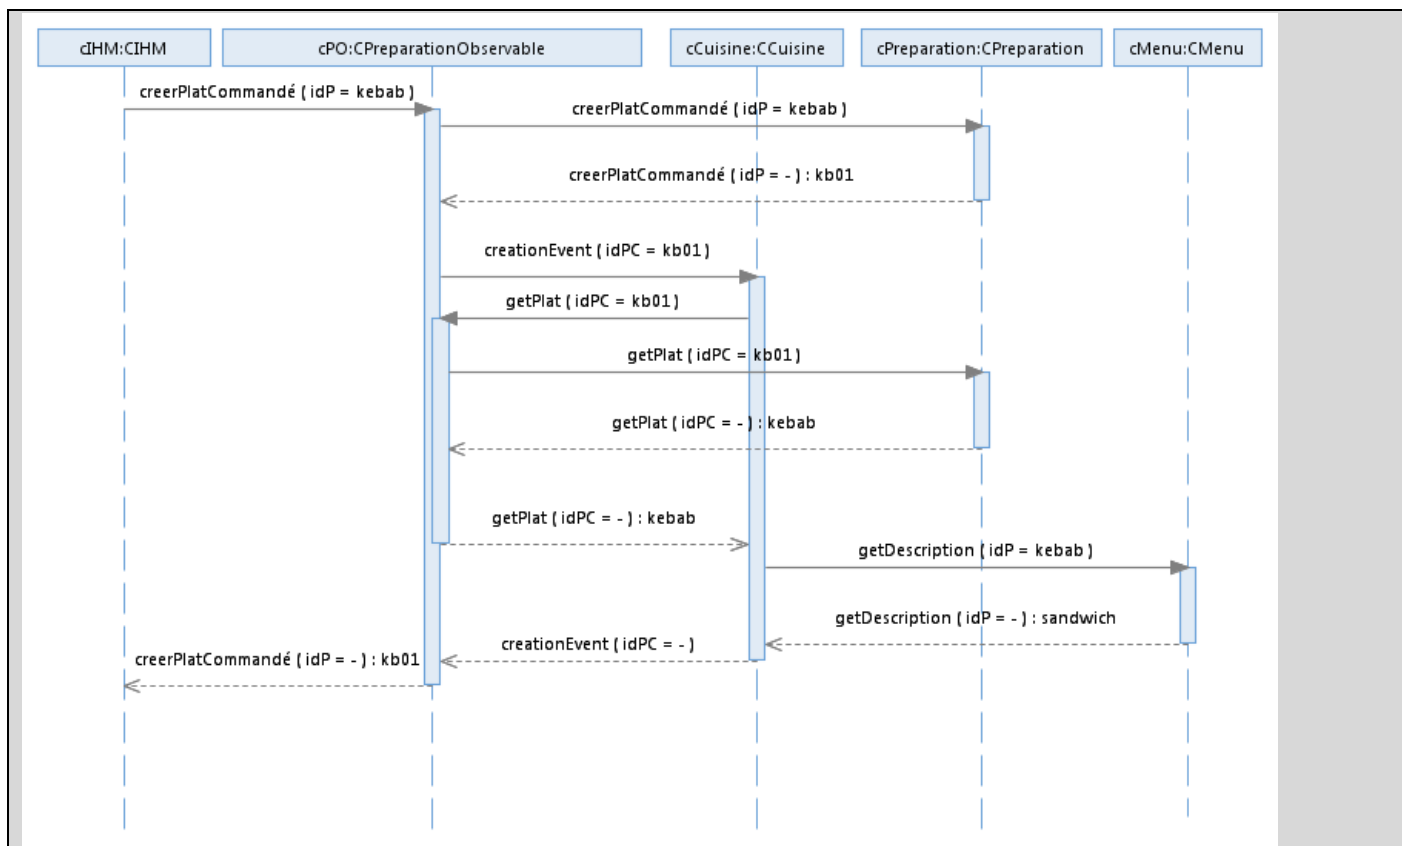 cIHM:CIHM
cPO:CPreparationObservable
cCuisine:CCuisine
cPreparation:CPreparation
cMenu:CMenu
creerPlatCommandé ( idP = kebab )
creerPlatCommandé ( idP = kebab )
creerPlatCommandé ( idP = - ) : kb01
creationEvent ( idPC = kb01 )
getPlat ( idPC = kb01 )
getPlat ( idPC = kb01 )
getPlat ( idPC = - ) : kebab
getPlat ( idPC = - ) : kebab
getDescription ( idP = kebab )
getDescription ( idP = - ) : sandwich
creationEvent ( idPC = - )
creerPlatCommandé ( idP = - ) : kb01